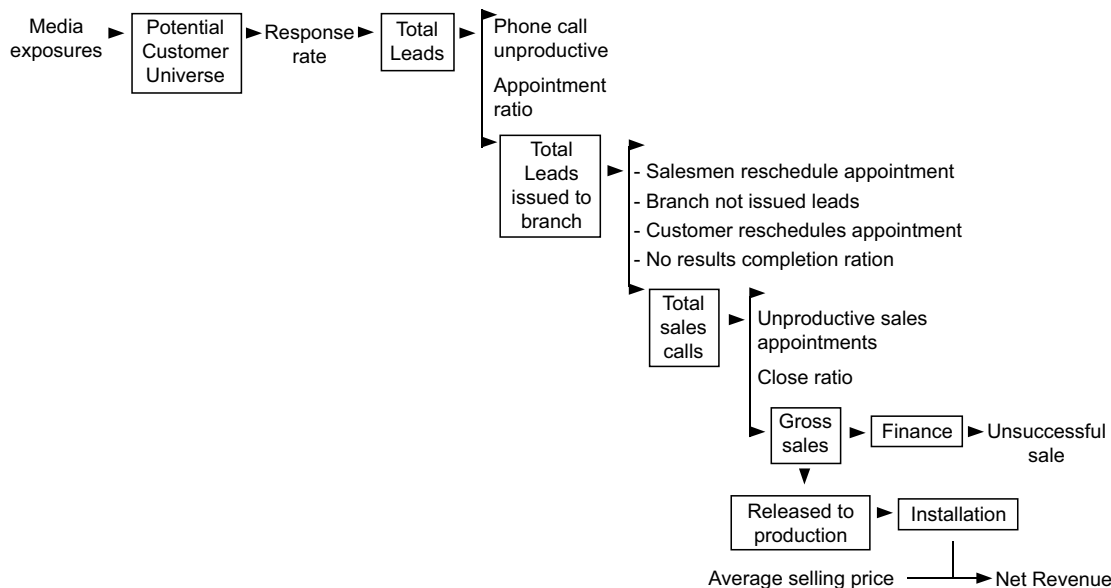 Media
exposures
Potential
Customer
Universe
Response
rate
Total
Leads
Phone call
unproductive
Appointment
ratio
Total
Leads
issued to
branch
- Salesmen reschedule appointment
- Branch not issued leads
- Customer reschedules appointment
- No results completion ration
Total
sales
calls
Unproductive sales
appointments
Close ratio
Gross
sales
Finance
Unsuccessful
sale
Released to
production
Installation
Average selling price
Net Revenue